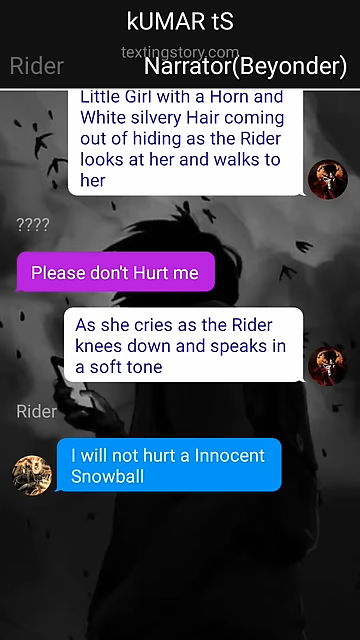 kUMAR tS
textingstory.com
Rider Narrator(Beyonder)
Little Girl with a Horn and
White silvery Hair coming
out of hiding as the Rider
looks at her and walks to
her
????
Please don't Hurt me
As she cries as the Rider
knees down and speaks in
a soft tone
Rider
I will not hurt a Innocent
Snowball